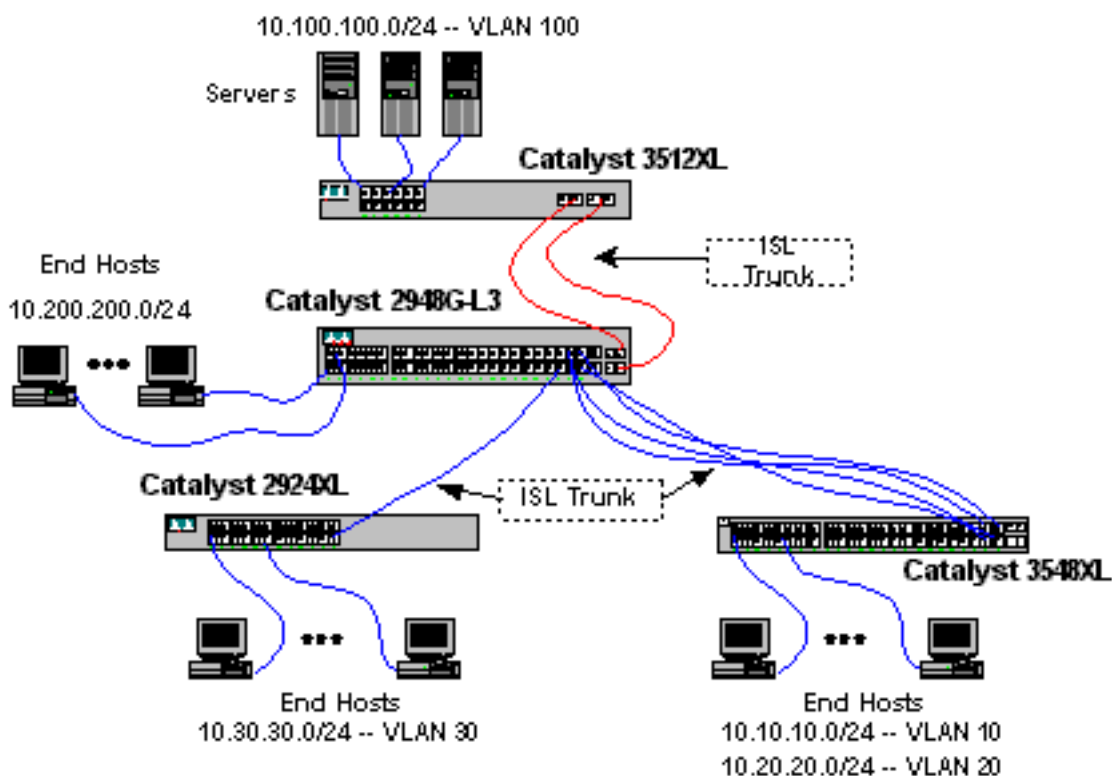 10.100.100.0/24 -- VLAN 100
Servers
Catalyst 3512XL
ISL
Trunk
End Hosts
10.200.200.0/24
Catalyst 2948G-L3
Catalyst 2924XL
ISL Trunk
Catalyst 3548XL
End Hosts
10.30.30.0/24 -- VLAN 30
End Hosts
10.10.10.0/24 -- VLAN 10
10.20.20.0/24 -- VLAN 20